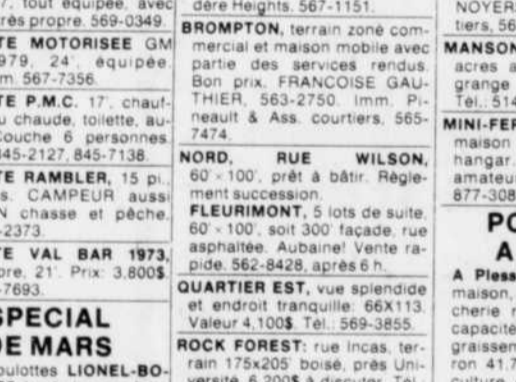 7, tout équipée, avec
très propre. 569-0349.
TE MOTORISEE GM
1979, 24', équipée.
m. 567-7356.
TE P.M.C. 17', chauf-
u chaude, toilette, au-
Couche 6 personnes.
845-2127, 845-7138.
TE RAMBLER, 15 pi.,
s. CAMPEUR aussi
N chasse et pêche.
-2373.
TE VAL BAR 1973,
pre, 21'. Prix: 3,800$.
-7693.
SPECIAL
DE MARS
oulottes LIONEL-BO-
dère Heights. 567-1151.
BROMPTON, terrain zoné com-
mercial et maison mobile avec
partie des services rendus.
Bon prix. FRANCOISE GAU-
THIER, 563-2750. Imm. Pi-
neault & Ass. courtiers, 565-
7474.
NORD, RUE WILSON,
60' x 100', prêt à bâtir. Règle-
ment succession.
FLEURIMONT, 5 lots de suite,
60' x 100', soit 300' façade, rue
asphaltée. Aubaine! Vente ra-
pide. 562-8428, après 6 h.
QUARTIER EST, vue splendide
et endroit tranquille: 66X113.
Valeur 4,100$. Tél.: 569-3855.
ROCK FOREST: rue Incas, ter-
rain 175x205' boisé, près Uni-
versité. 6,200$ à discuter. Tél.
NOYERS
tiers, 56
MANSON
acres a
grange
Tél.: 514
MINI-FER
maison
hangar.
amateur
877-308
PO
A
A Pless
maison,
cherie r
capacité
graissen
ron 41.7
culture